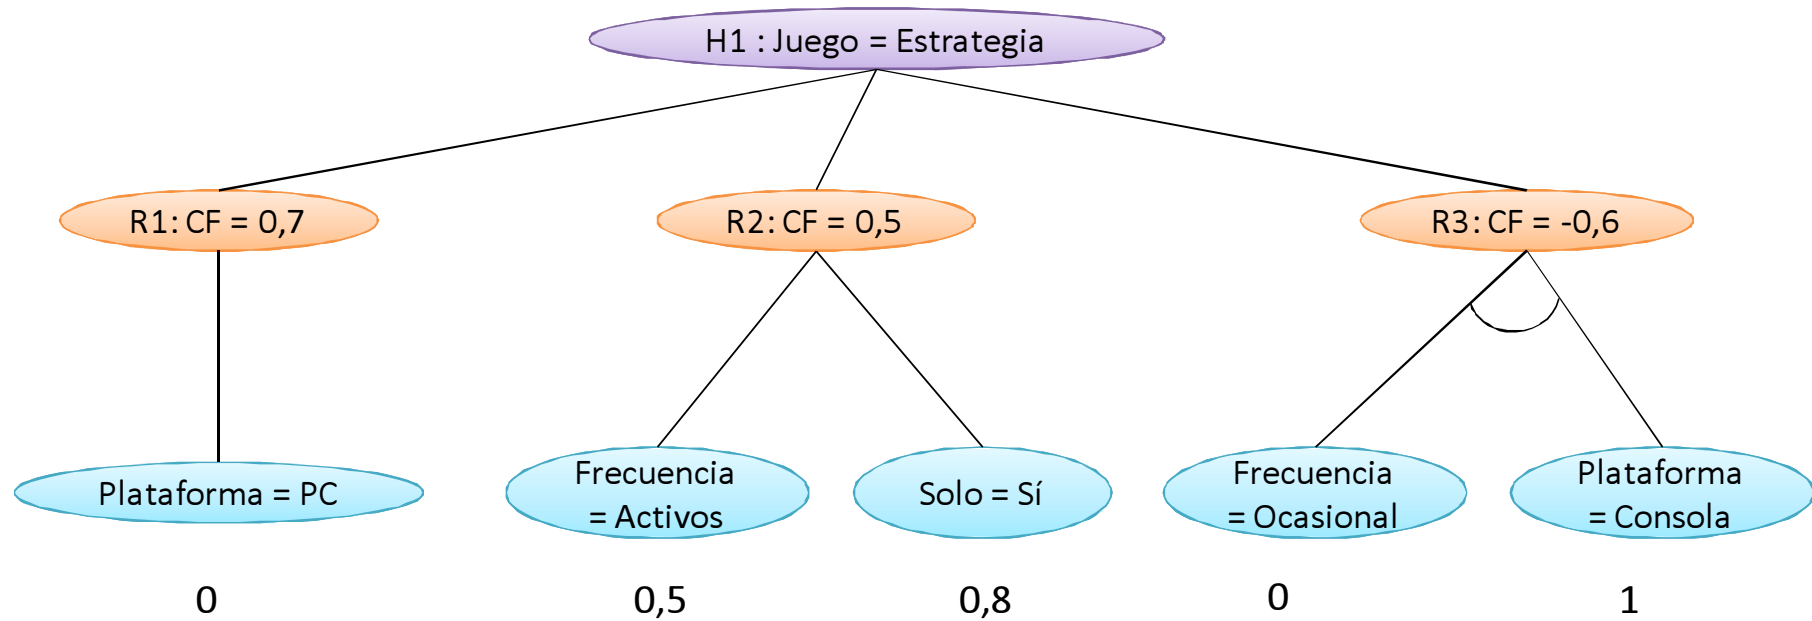 H1 : Juego = Estrategia
R1: CF = 0,7
R2: CF = 0,5
R3: CF = -0,6
Plataforma = PC
Frecuencia
= Activos
Solo = Sí
Frecuencia
= Ocasional
Plataforma
= Consola
0
0,5
0,8
0
1